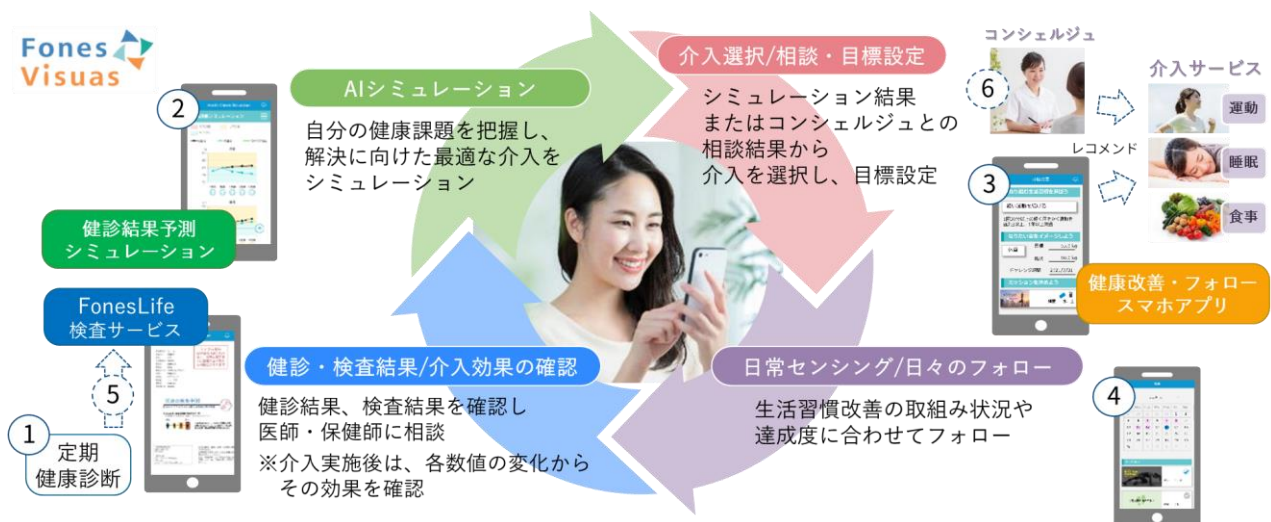 Fones
Visuas
2
AIシミュレーション
自分の健康課題を把握し、
解決に向けた最適な介入を
シミュレーション
健診結果予測
シミュレーション
介入選択/相談・目標設定
シミュレーション結果
またはコンシェルジュとの
相談結果から
介入を選択し、目標設定
コンシェルジュ
6
介入サービス
運動
レコメンド
睡眠
食事
3
健康改善・フォロー
スマホアプリ
FonesLife
検査サービス
5
1
定期
健康診断
健診・検査結果/介入効果の確認
健診結果、検査結果を確認し
医師・保健師に相談
※介入実施後は、各数値の変化から
その効果を確認
日常センシング/日々のフォロー
生活習慣改善の取組み状況や
達成度に合わせてフォロー
4